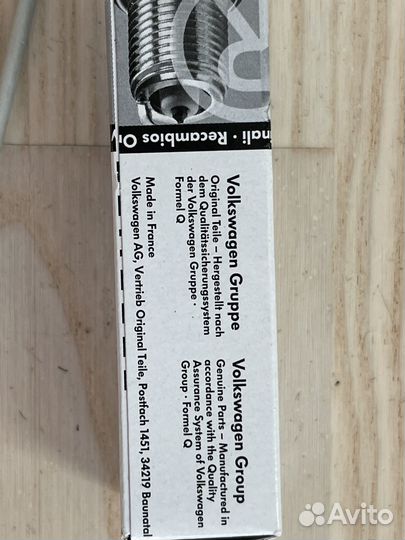 nali · Recambios O
Volkswagen Gruppe
Original Teile – Hergestellt nach
dem Qualitätssicherungssystem
der Volkswagen Gruppe ·
Formel Q
Volkswagen Group
Genuine Parts – Manufactured in
accordance with the Quality
Assurance System of Volkswagen
Group · Formel Q
Made in France
Volkswagen AG, Vertrieb Original Teile, Postfach 1451, 34219 Baunatal
Avito